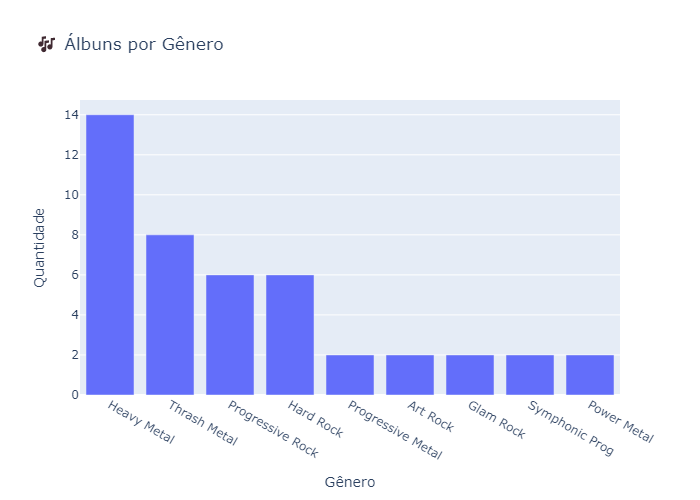 🎶 Álbuns por Gênero
Quantidade
14
12
10
8
6
4
2
0
Heavy Metal
Thrash Metal
Progressive Rock
Hard Rock
Progressive Metal
Art Rock
Glam Rock
Symphonic Prog
Power Metal
Gênero